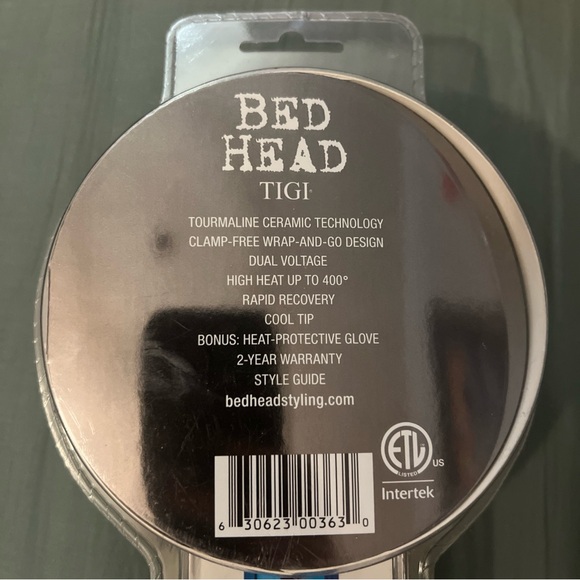 BED
HEAD
TIGI®
TOURMALINE CERAMIC TECHNOLOGY
CLAMP-FREE WRAP-AND-GO DESIGN
DUAL VOLTAGE
HIGH HEAT UP TO 400°
RAPID RECOVERY
COOL TIP
BONUS: HEAT-PROTECTIVE GLOVE
2-YEAR WARRANTY
STYLE GUIDE
bedheadstyling.com
ETL
LISTED
US
Intertek
6 30623 00363 0